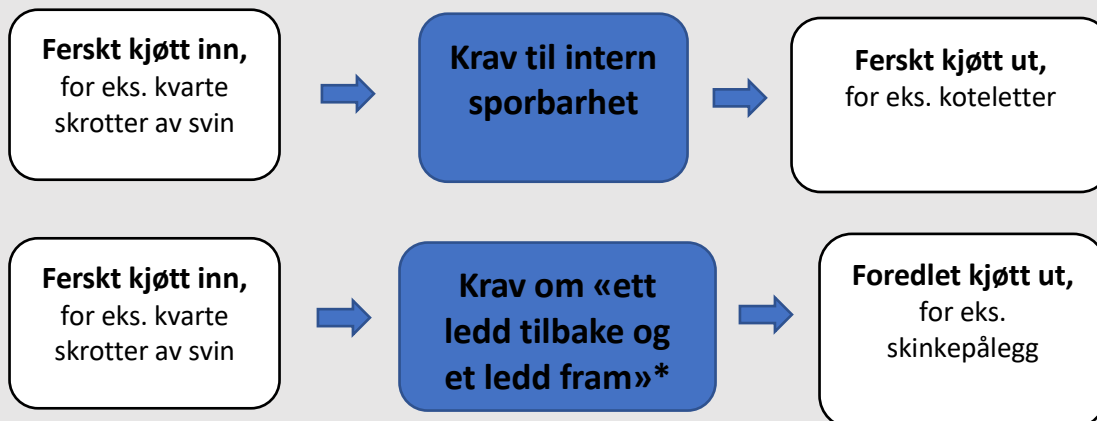 Ferskt kjøtt inn,
for eks. kvarte
skrotter av svin
Krav til intern
sporbarhet
Ferskt kjøtt ut,
for eks. koteletter
Ferskt kjøtt inn,
for eks. kvarte
skrotter av svin
Krav om «ett
ledd tilbake og
et ledd fram»*
Foredlet kjøtt ut,
for eks.
skinkepålegg